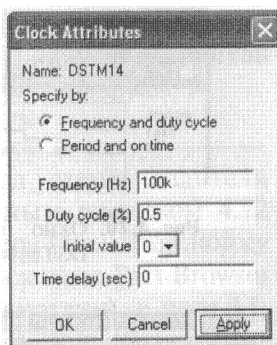 Clock Attributes
Name: DSTM14
Specify by:
Frequency and duty cycle
Period and on time
Frequency (Hz) 100k
Duty cycle (%) 0.5
Initial value 0
Time delay (sec) 0
OK Cancel Apply